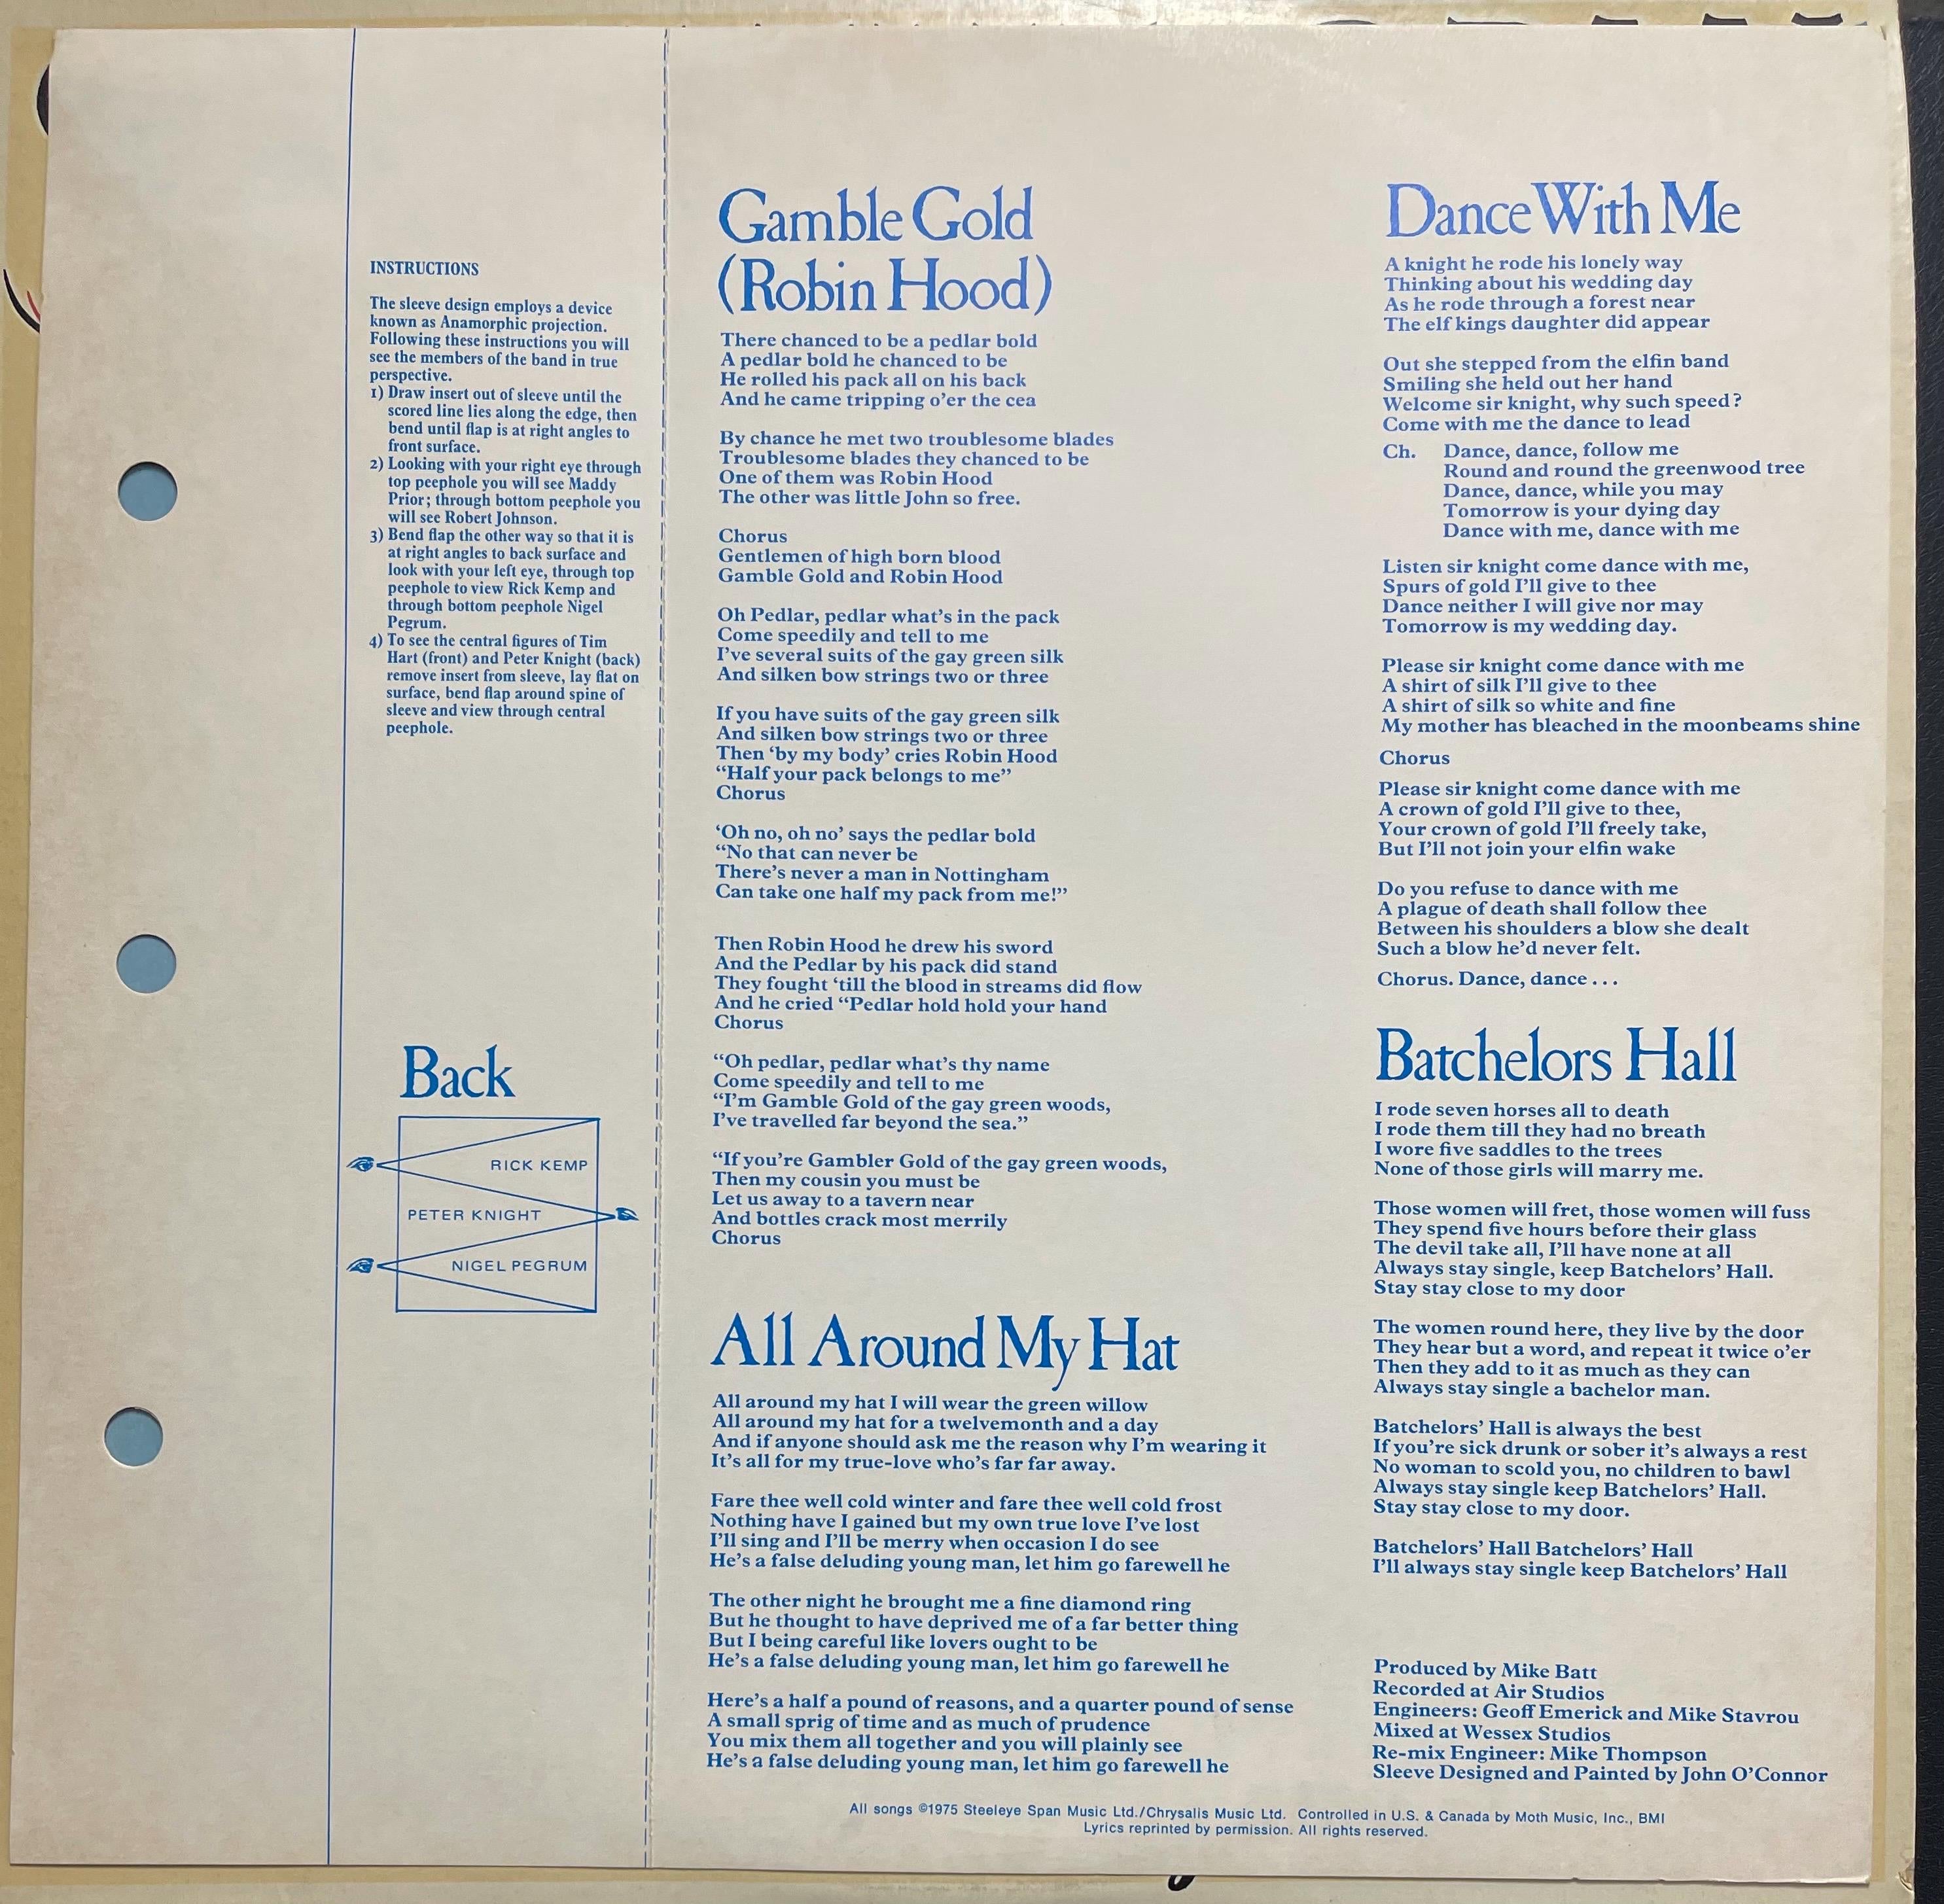 INSTRUCTIONS
The sleeve design employs a device
known as Anamorphic projection.
Following these instructions you will
see the members of the band in true
perspective.
1) Draw insert out of sleeve until the
scored line lies along the edge, then
bend until flap is at right angles to
front surface.
2) Looking with your right eye through
top peephole you will see Maddy
Prior; through bottom peephole you
will see Robert Johnson.
3) Bend flap the other way so that it is
at right angles to back surface and
look with your left eye, through top
peephole to view Rick Kemp and
through bottom peephole Nigel
Pegrum.
4) To see the central figures of Tim
Hart (front) and Peter Knight (back)
remove insert from sleeve, lay flat on
surface, bend flap around spine of
sleeve and view through central
peephole.
Back
RICK KEMP
PETER KNIGHT
NIGEL PEGRUM
Gamble Gold
(Robin Hood)
There chanced to be a pedlar bold
A pedlar bold he chanced to be
He rolled his pack all on his back
And he came tripping o'er the cea
By chance he met two troublesome blades
Troublesome blades they chanced to be
One of them was Robin Hood
The other was little John so free.
Chorus
Gentlemen of high born blood
Gamble Gold and Robin Hood
Oh Pedlar, pedlar what's in the pack
Come speedily and tell to me
I've several suits of the gay green silk
And silken bow strings two or three
If you have suits of the gay green silk
And silken bow strings two or three
Then ‘by my body’ cries Robin Hood
“Half your pack belongs to me”
Chorus
‘Oh no, oh no’ says the pedlar bold
“No that can never be
There's never a man in Nottingham
Can take one half my pack from me!”
Then Robin Hood he drew his sword
And the Pedlar by his pack did stand
They fought ‘till the blood in streams did flow
And he cried “Pedlar hold hold your hand
Chorus
“Oh pedlar, pedlar what's thy name
Come speedily and tell to me
“I'm Gamble Gold of the gay green woods,
I've travelled far beyond the sea.”
“If you're Gambler Gold of the gay green woods,
Then my cousin you must be
Let us away to a tavern near
And bottles crack most merrily
Chorus
All Around My Hat
All around my hat I will wear the green willow
All around my hat for a twelvemonth and a day
And if anyone should ask me the reason why I'm wearing it
It's all for my true-love who's far far away.
Fare thee well cold winter and fare thee well cold frost
Nothing have I gained but my own true love I've lost
I'll sing and I'll be merry when occasion I do see
He's a false deluding young man, let him go farewell he
The other night he brought me a fine diamond ring
But he thought to have deprived me of a far better thing
But I being careful like lovers ought to be
He's a false deluding young man, let him go farewell he
Here's a half a pound of reasons, and a quarter pound of sense
A small sprig of time and as much of prudence
You mix them all together and you will plainly see
He's a false deluding young man, let him go farewell he
Dance With Me
A knight he rode his lonely way
Thinking about his wedding day
As he rode through a forest near
The elf kings daughter did appear
Out she stepped from the elfin band
Smiling she held out her hand
Welcome sir knight, why such speed?
Come with me the dance to lead
Ch. Dance, dance, follow me
Round and round the greenwood tree
Dance, dance, while you may
Tomorrow is your dying day
Dance with me, dance with me
Listen sir knight come dance with me,
Spurs of gold I'll give to thee
Dance neither I will give nor may
Tomorrow is my wedding day.
Please sir knight come dance with me
A shirt of silk I'll give to thee
A shirt of silk so white and fine
My mother has bleached in the moonbeams shine
Chorus
Please sir knight come dance with me
A crown of gold I'll give to thee,
Your crown of gold I'll freely take,
But I'll not join your elfin wake
Do you refuse to dance with me
A plague of death shall follow thee
Between his shoulders a blow she dealt
Such a blow he'd never felt.
Chorus. Dance, dance ...
Batchelors Hall
I rode seven horses all to death
I rode them till they had no breath
I wore five saddles to the trees
None of those girls will marry me.
Those women will fret, those women will fuss
They spend five hours before their glass
The devil take all, I'll have none at all
Always stay single, keep Batchelors' Hall.
Stay stay close to my door
The women round here, they live by the door
They hear but a word, and repeat it twice o'er
Then they add to it as much as they can
Always stay single a bachelor man.
Batchelors' Hall is always the best
If you're sick drunk or sober it's always a rest
No woman to scold you, no children to bawl
Always stay single keep Batchelors' Hall.
Stay stay close to my door.
Batchelors' Hall Batchelors' Hall
I'll always stay single keep Batchelors' Hall
Produced by Mike Batt
Recorded at Air Studios
Engineers: Geoff Emerick and Mike Stavrou
Mixed at Wessex Studios
Re-mix Engineer: Mike Thompson
Sleeve Designed and Painted by John O'Connor
All songs ©1975 Steeleye Span Music Ltd./Chrysalis Music Ltd. Controlled in U.S. & Canada by Moth Music, Inc., BMI
Lyrics reprinted by permission. All rights reserved.